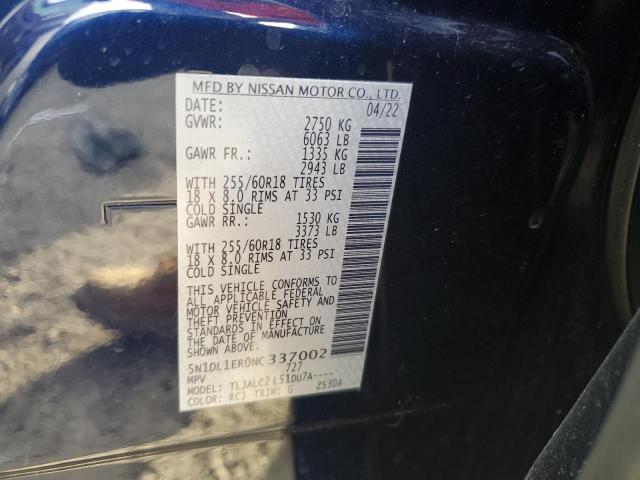 MFD BY NISSAN MOTOR CO., LTD.
DATE: 04/22
GVWR: 2750 KG
6063 LB
GAWR FR.: 1335 KG
2943 LB
WITH 255/60R18 TIRES
18 X 8.0 RIMS AT 33 PSI
COLD SINGLE
GAWR RR.: 1530 KG
3373 LB
WITH 255/60R18 TIRES
18 X 8.0 RIMS AT 33 PSI
COLD SINGLE
THIS VEHICLE CONFORMS TO
ALL APPLICABLE FEDERAL
MOTOR VEHICLE SAFETY AND
THEFT PREVENTION
STANDARDS IN EFFECT ON
THE DATE OF MANUFACTURE
SHOWN ABOVE.
5N1DL1ER0NC337002
MPV 727
MODEL: TLJALC2 L51DU7A----
COLOR: RC3 TRIM: G ZS30A